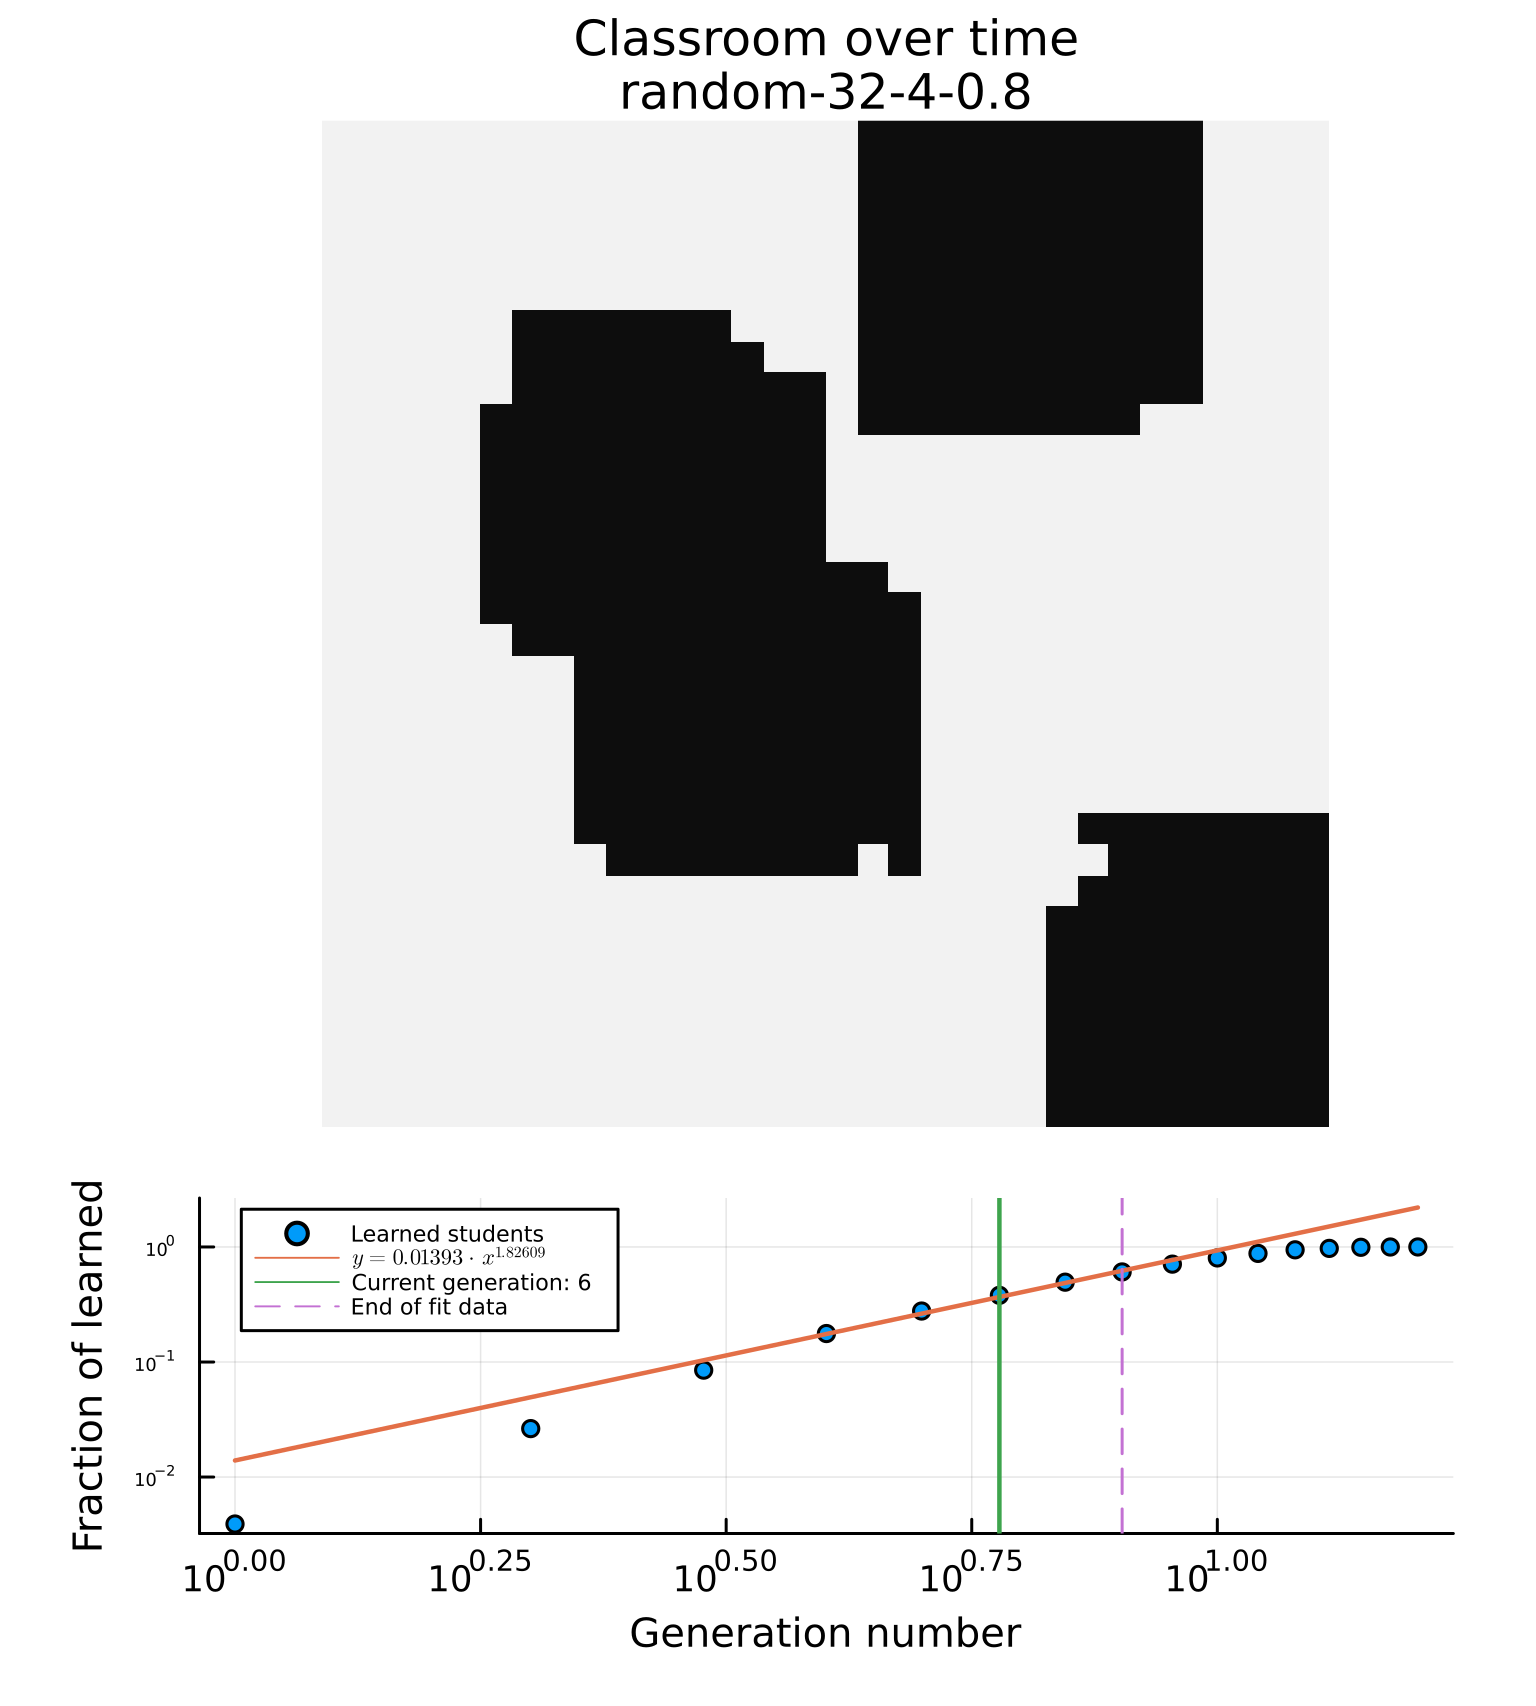 Classroom over time
random-32-4-0.8
Fraction of learned
Learned students
y = 0.01393 · x^1.82609
Current generation: 6
End of fit data
10^0
10^−1
10^−2
10^0.00 10^0.25 10^0.50 10^0.75 10^1.00
Generation number